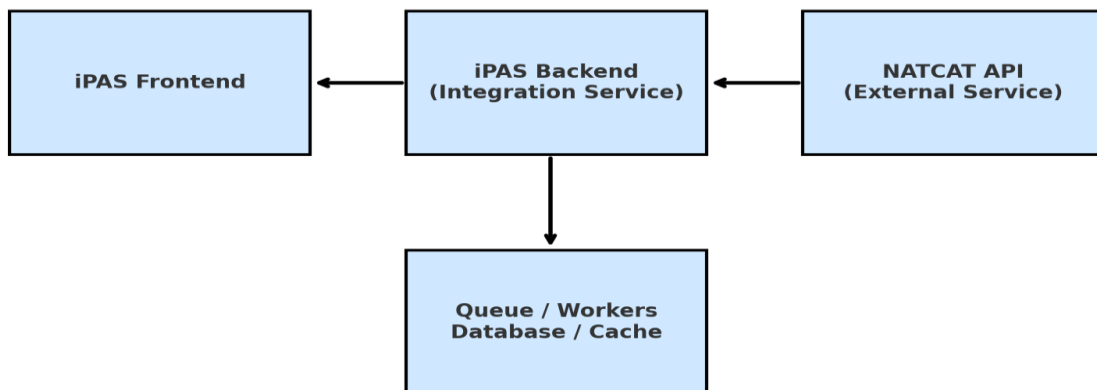 iPAS Frontend
iPAS Backend
(Integration Service)
NATCAT API
(External Service)
Queue / Workers
Database / Cache